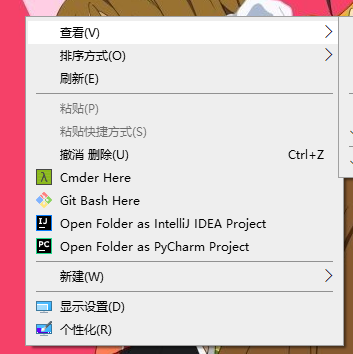 查看(V)
排序方式(O)
刷新(E)
粘贴(P)
粘贴快捷方式(S)
撤消 删除(U) Ctrl+Z
λ Cmder Here
Git Bash Here
IJ Open Folder as IntelliJ IDEA Project
PC Open Folder as PyCharm Project
新建(W)
显示设置(D)
个性化(R)